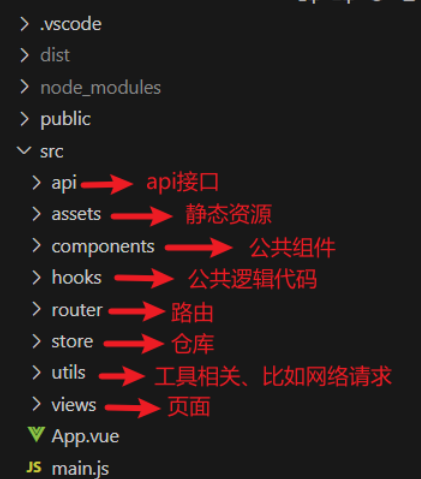 .vscode
dist
node_modules
public
src
api api接口
assets 静态资源
components 公共组件
hooks 公共逻辑代码
router 路由
store 仓库
utils 工具相关、比如网络请求
views 页面
App.vue
JS main.js